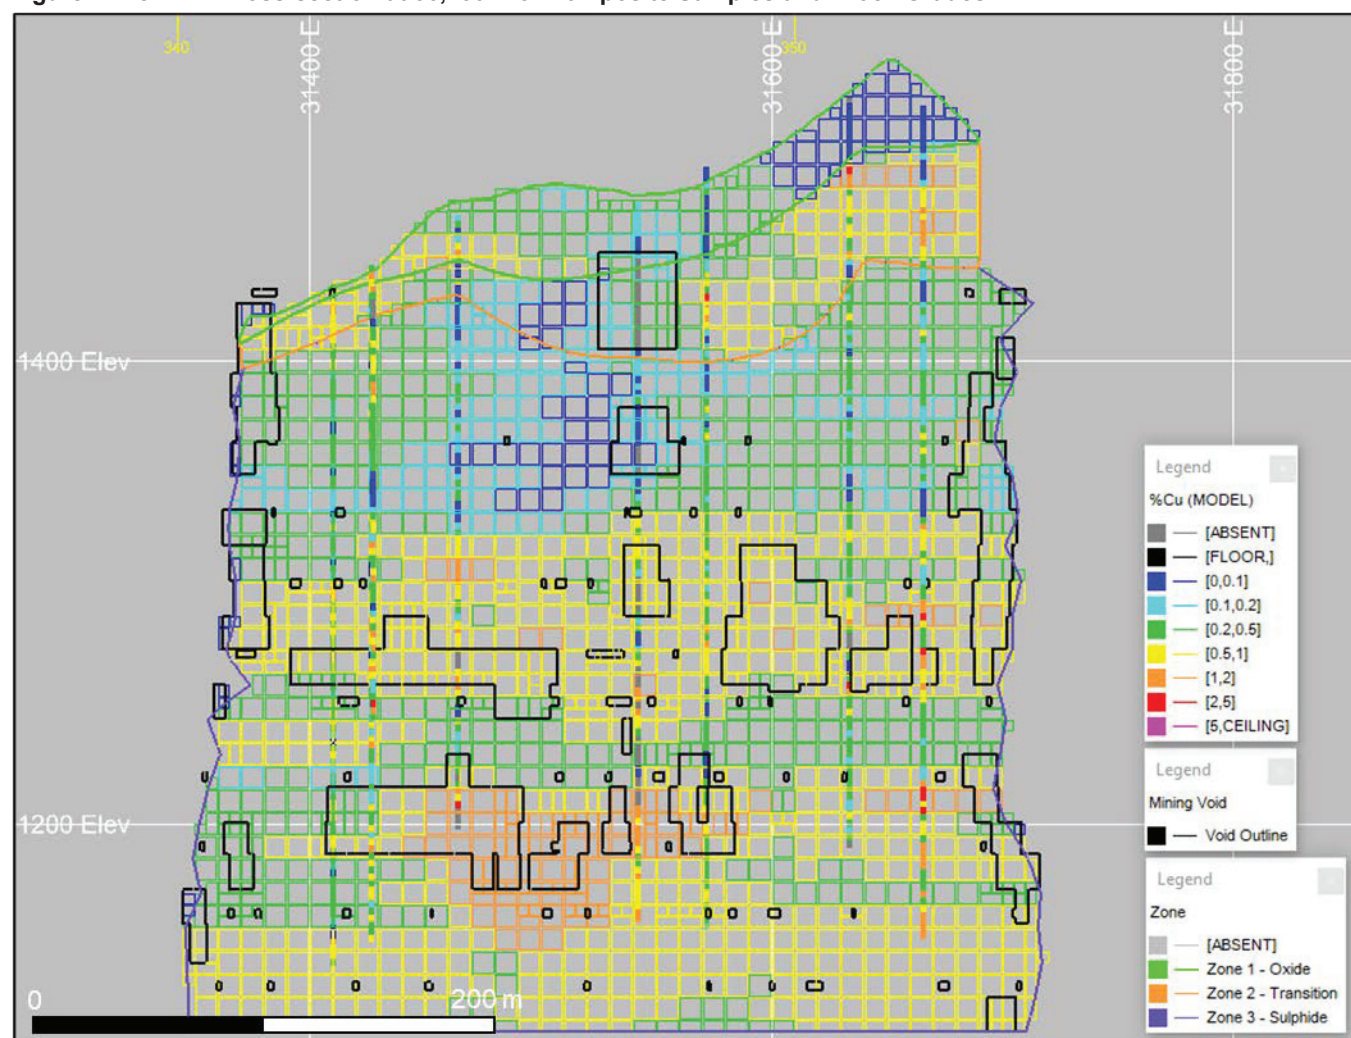 340
350
31400 E
31600 E
31800 E
1400 Elev
1200 Elev
0
200 m
Legend
%Cu (MODEL)
[ABSENT]
[FLOOR,]
[0,0.1]
[0.1,0.2]
[0.2,0.5]
[0.5,1]
[1,2]
[2,5]
[5,CEILING]
Legend
Mining Void
Void Outline
Legend
Zone
[ABSENT]
Zone 1 - Oxide
Zone 2 - Transition
Zone 3 - Sulphide